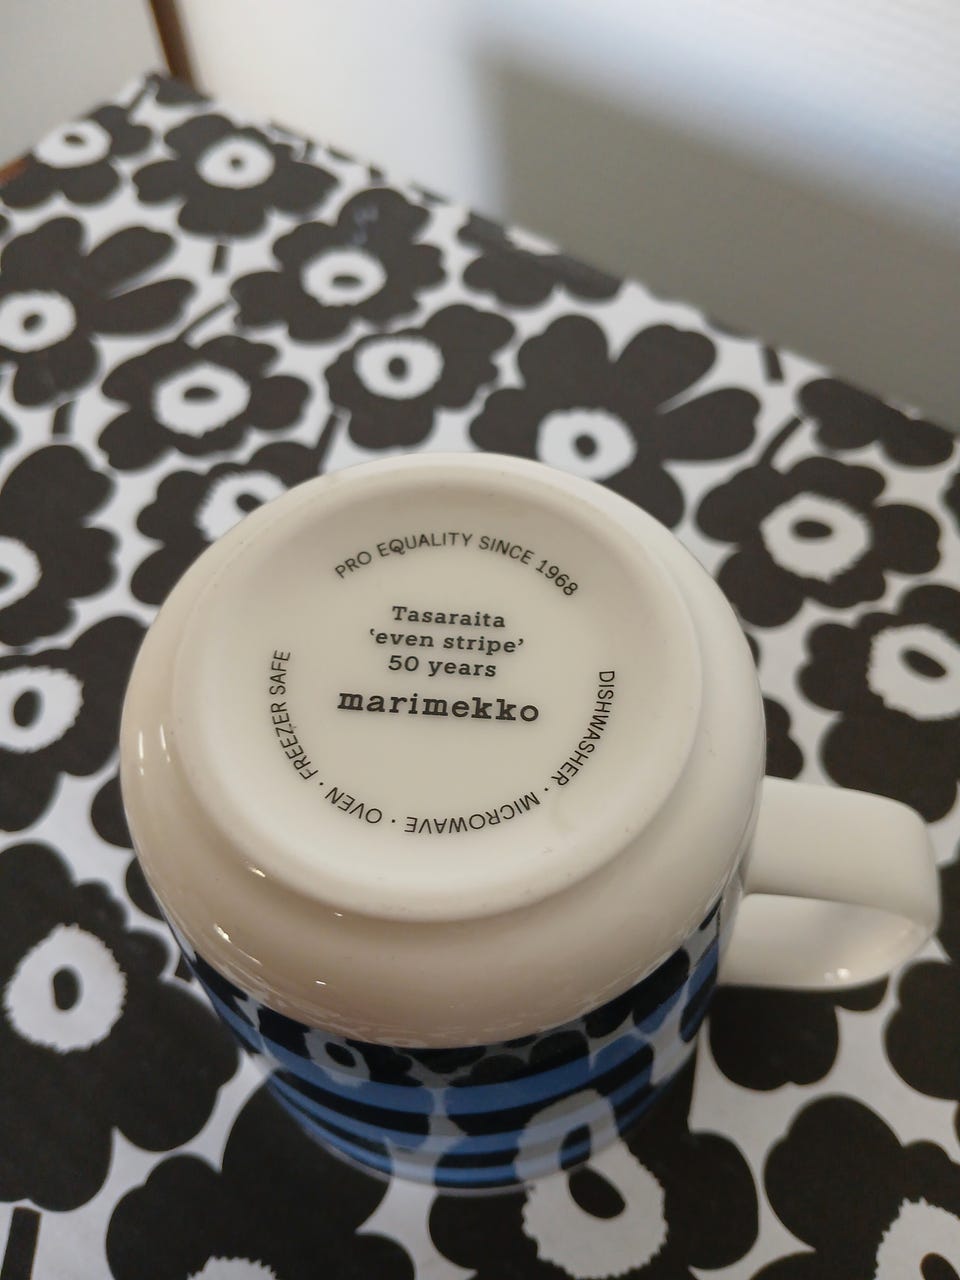 PRO EQUALITY SINCE 1968
Tasaraita
‘even stripe’
50 years
marimekko
DISHWASHER · MICROWAVE · OVEN · FREEZER SAFE